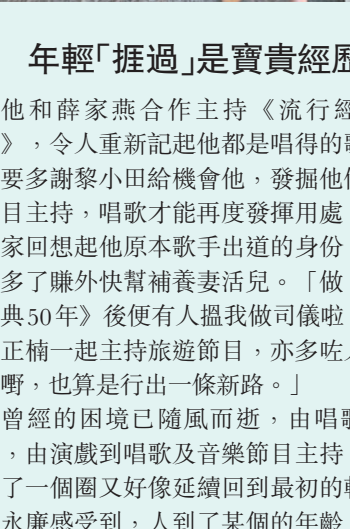 年輕「捱過」是寶貴經歷
他和薛家燕合作主持《流行經
》，令人重新記起他都是唱得的歌
要多謝黎小田給機會他，發掘他
目主持，唱歌才能再度發揮用處
家回想起他原本歌手出道的身份
多了賺外快幫補養妻活兒。「做
典50年》後便有人搵我做司儀啦
正楠一起主持旅遊節目，亦多咗人
嘢，也算是行出一條新路。」
曾經的困境已隨風而逝，由唱歌
，由演戲到唱歌及音樂節目主持
了一個圈又好像延續回到最初的
永廉感受到，人到了某個的年齡